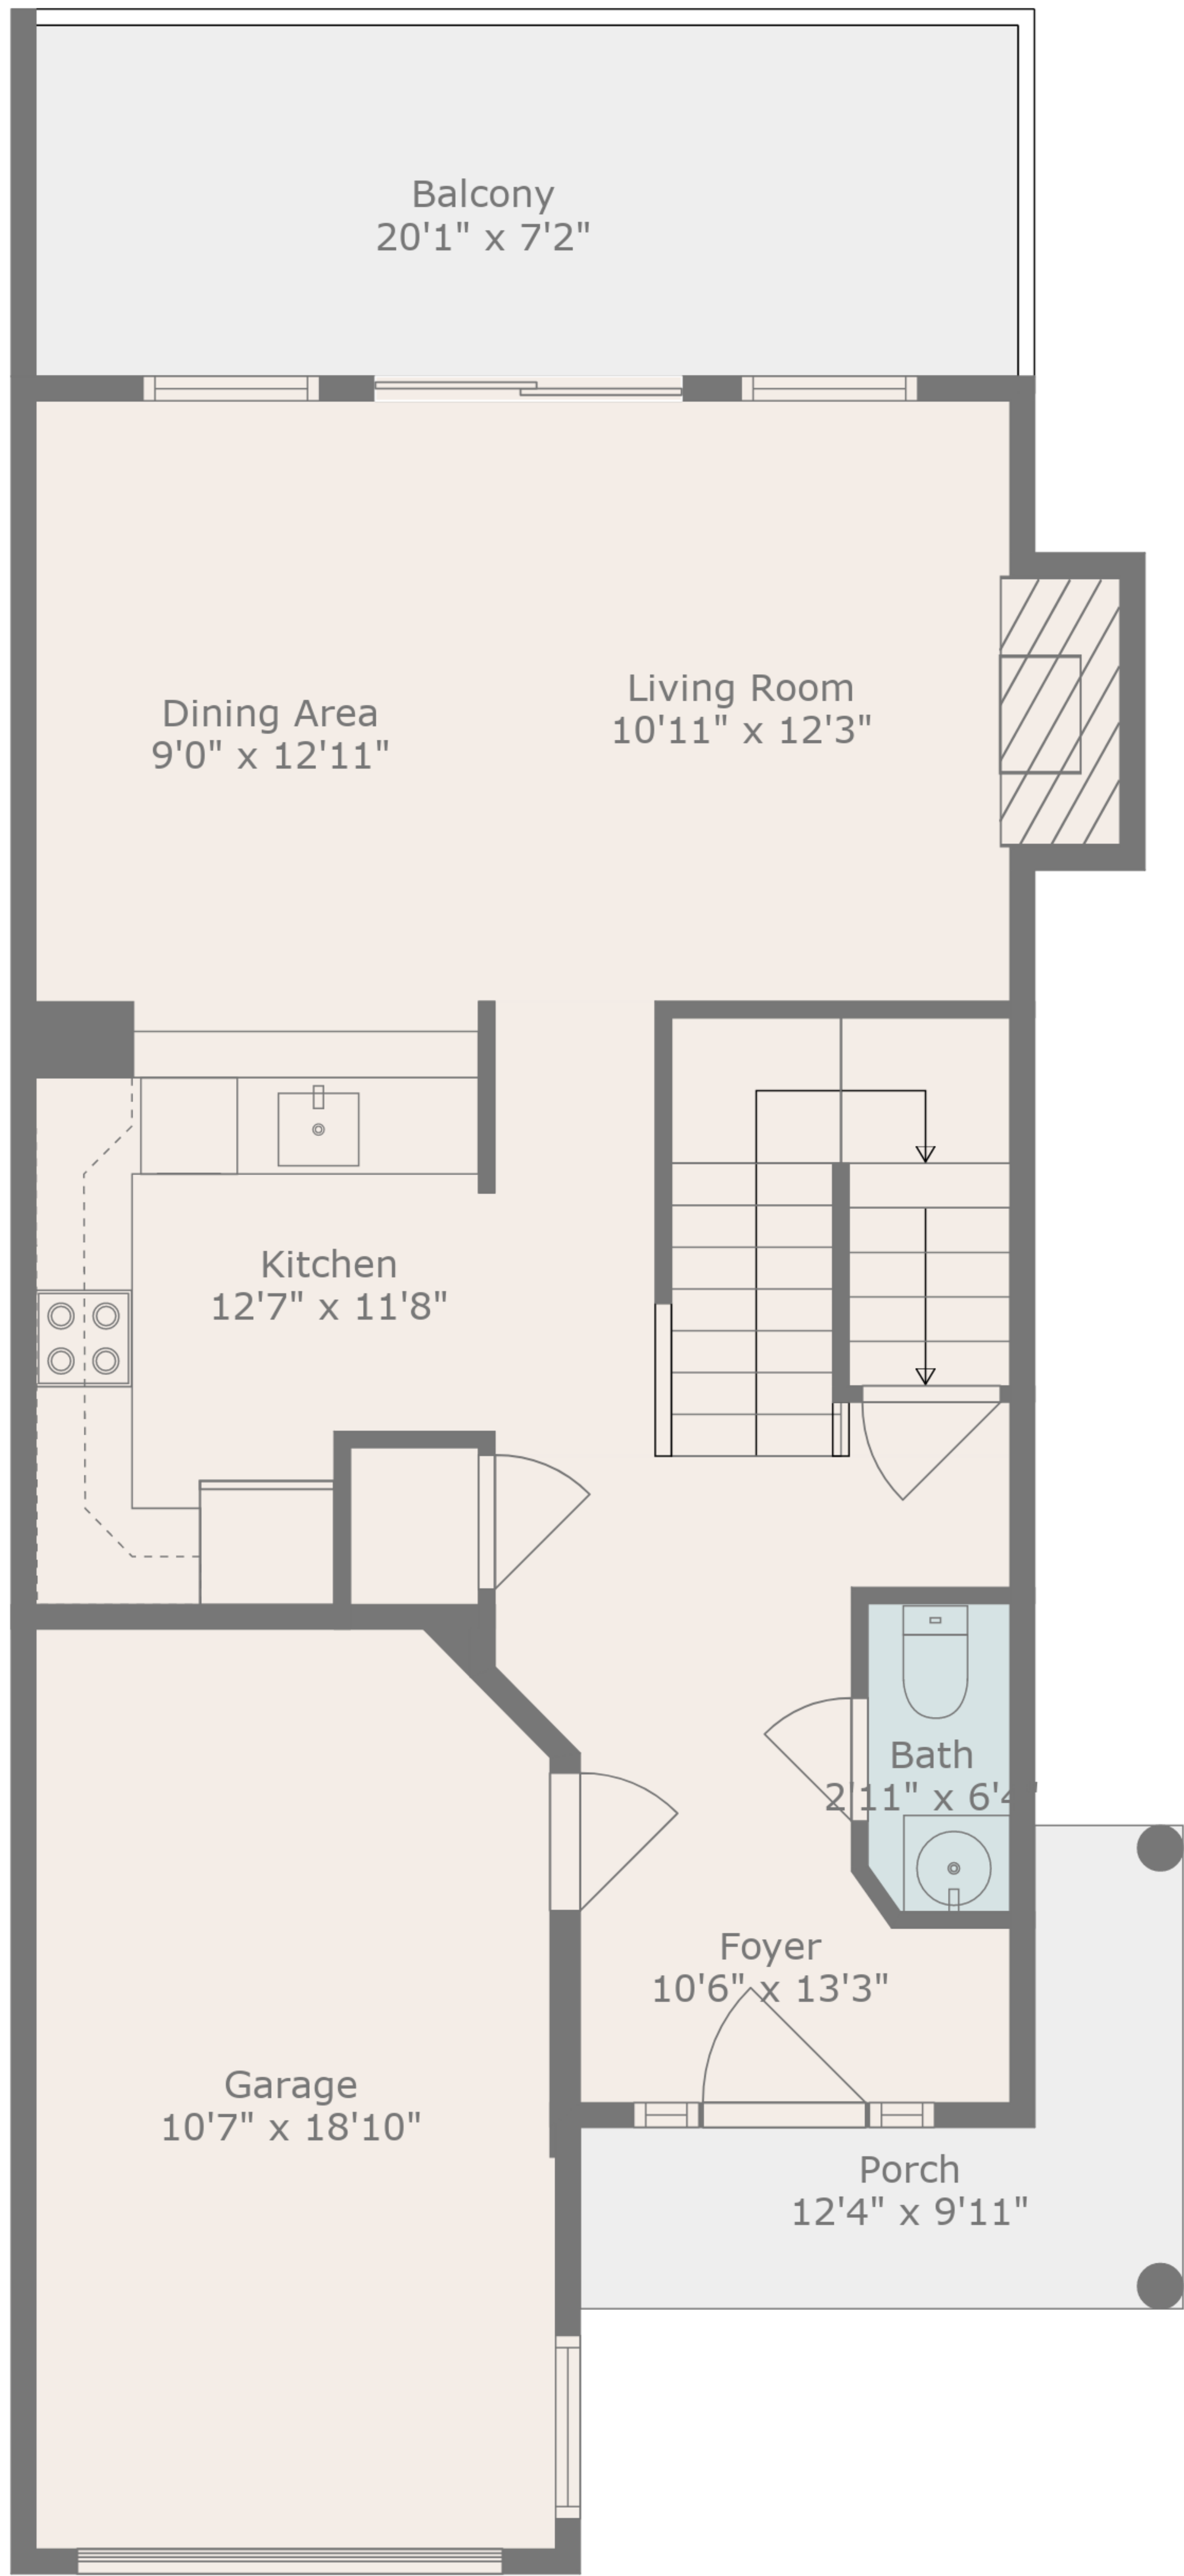 Balcony
20'1" x 7'2"
Living Room
10'11" x 12'3"
Dining Area
9'0" x 12'11"
Kitchen
12'7" x 11'8"
Bath
2'11" x 6'4"
Foyer
10'6" x 13'3"
Garage
10'7" x 18'10"
Porch
12'4" x 9'11"